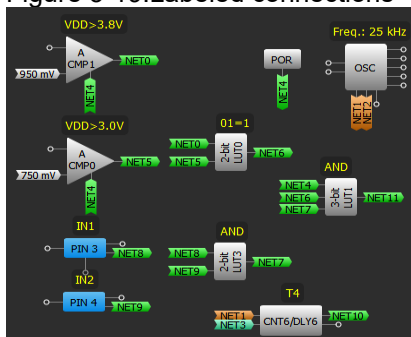 Figure 5-10.Labeled connections
VDD>3.8V
Freq.: 25 kHz
A
CMP1
NET0
950 mV
NET4
POR
NET4
OSC
NET1
NET2
VDD>3.0V
A
CMP0
NET5
750 mV
NET4
01=1
NET0
NET5
2-bit
LUT0
NET6
AND
NET4
NET6
NET7
3-bit
LUT1
NET11
IN1
PIN 3
NET8
IN2
PIN 4
NET9
AND
NET8
NET9
2-bit
LUT3
NET7
T4
NET1
NET3
CNT6/DLY6
NET10